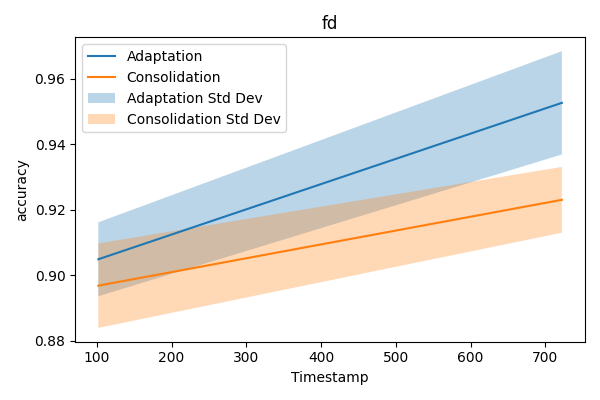 fd
Adaptation
Consolidation
Adaptation Std Dev
Consolidation Std Dev
accuracy
0.96
0.94
0.92
0.90
0.88
100 200 300 400 500 600 700
Timestamp